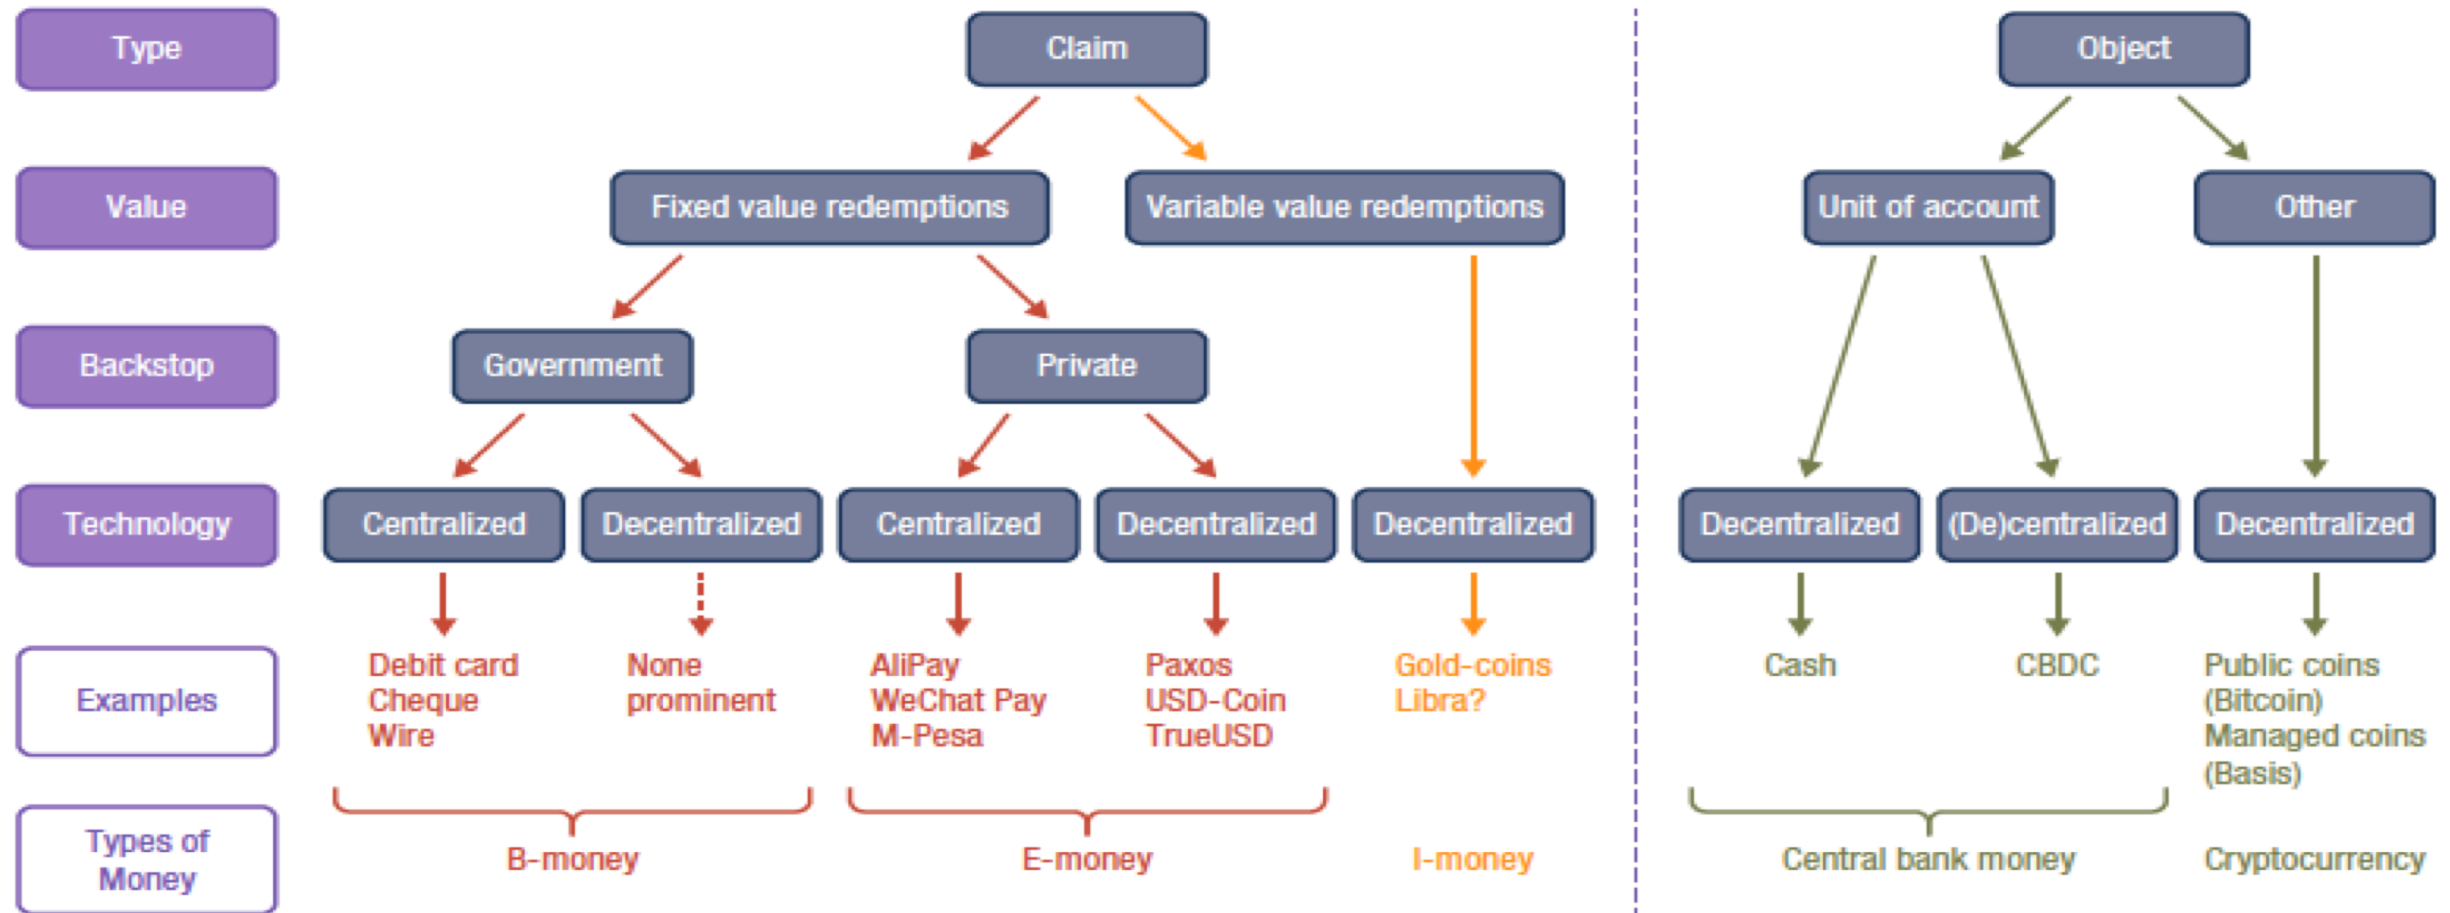 Type
Claim
Object
Value
Fixed value redemptions
Variable value redemptions
Unit of account
Other
Backstop
Government
Private
Technology
Centralized
Decentralized
Centralized
Decentralized
Decentralized
Decentralized
(De)centralized
Decentralized
Examples
Debit card
Cheque
Wire
None
prominent
AliPay
WeChat Pay
M-Pesa
Paxos
USD-Coin
TrueUSD
Gold-coins
Libra?
Cash
CBDC
Public coins
(Bitcoin)
Managed coins
(Basis)
Types of
Money
B-money
E-money
I-money
Central bank money
Cryptocurrency